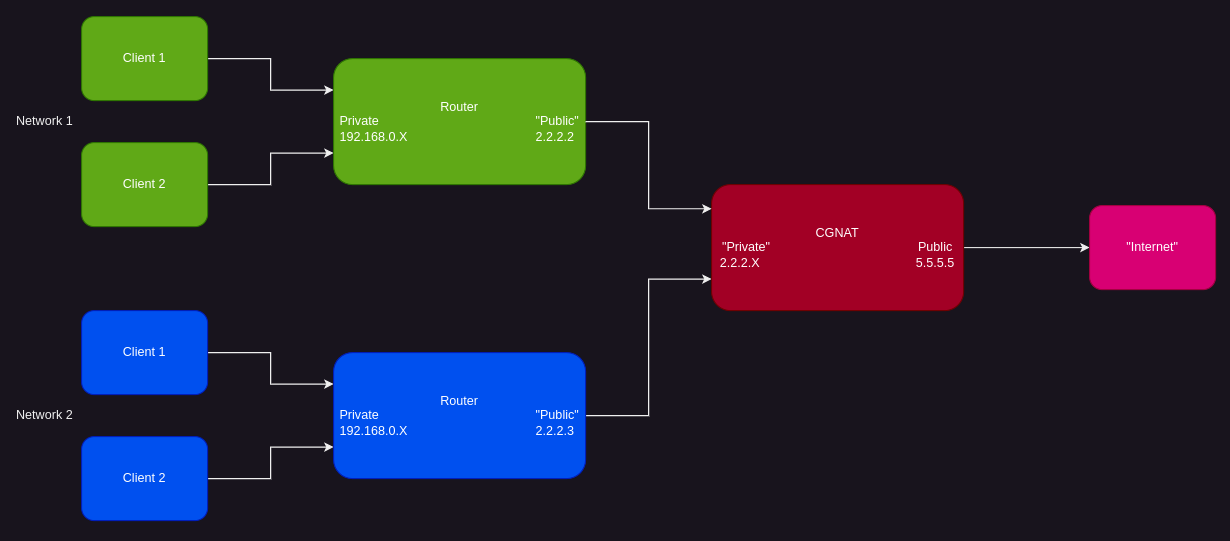 Client 1
Network 1
Client 2
Router
Private
192.168.0.X
"Public"
2.2.2.2
Client 1
Network 2
Client 2
Router
Private
192.168.0.X
"Public"
2.2.2.3
CGNAT
"Private"
2.2.2.X
Public
5.5.5.5
"Internet"